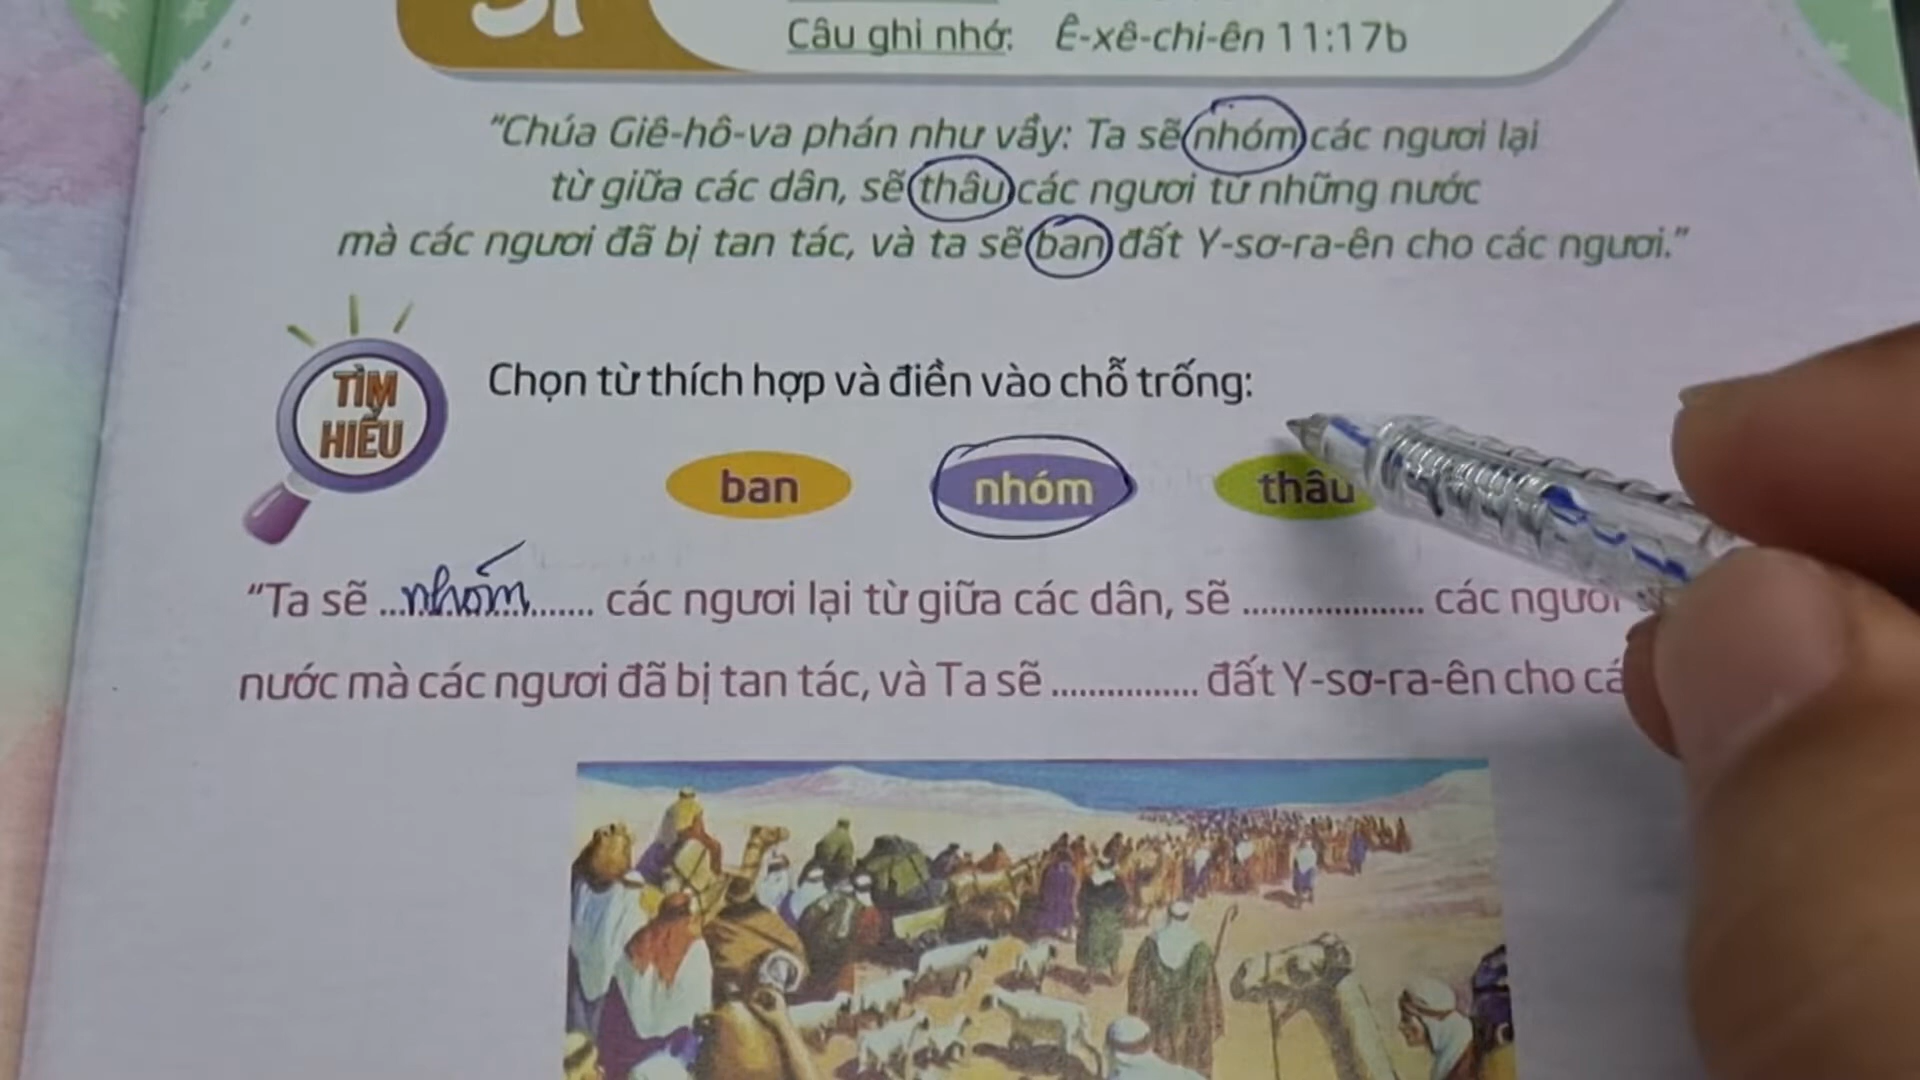 Câu ghi nhớ: Ê-xê-chi-ên 11:17b
“Chúa Giê-hô-va phán như vầy: Ta sẽ nhóm các ngươi lại
từ giữa các dân, sẽ thâu các ngươi từ những nước
mà các ngươi đã bị tan tác, và ta sẽ ban đất Y-sơ-ra-ên cho các ngươi.”
TÌM
HIỂU
Chọn từ thích hợp và điền vào chỗ trống:
ban nhóm thâu
“Ta sẽ ...nhóm....... các ngươi lại từ giữa các dân, sẽ .................... các ngươi
nước mà các ngươi đã bị tan tác, và Ta sẽ ................ đất Y-sơ-ra-ên cho